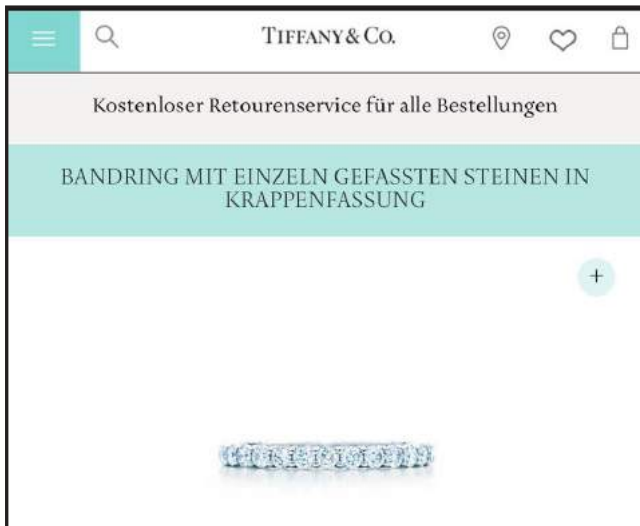 TIFFANY & CO.
Kostenloser Retourenservice für alle Bestellungen
BANDRING MIT EINZELN GEFASSTEN STEINEN IN
KRAPPENFASSUNG
+